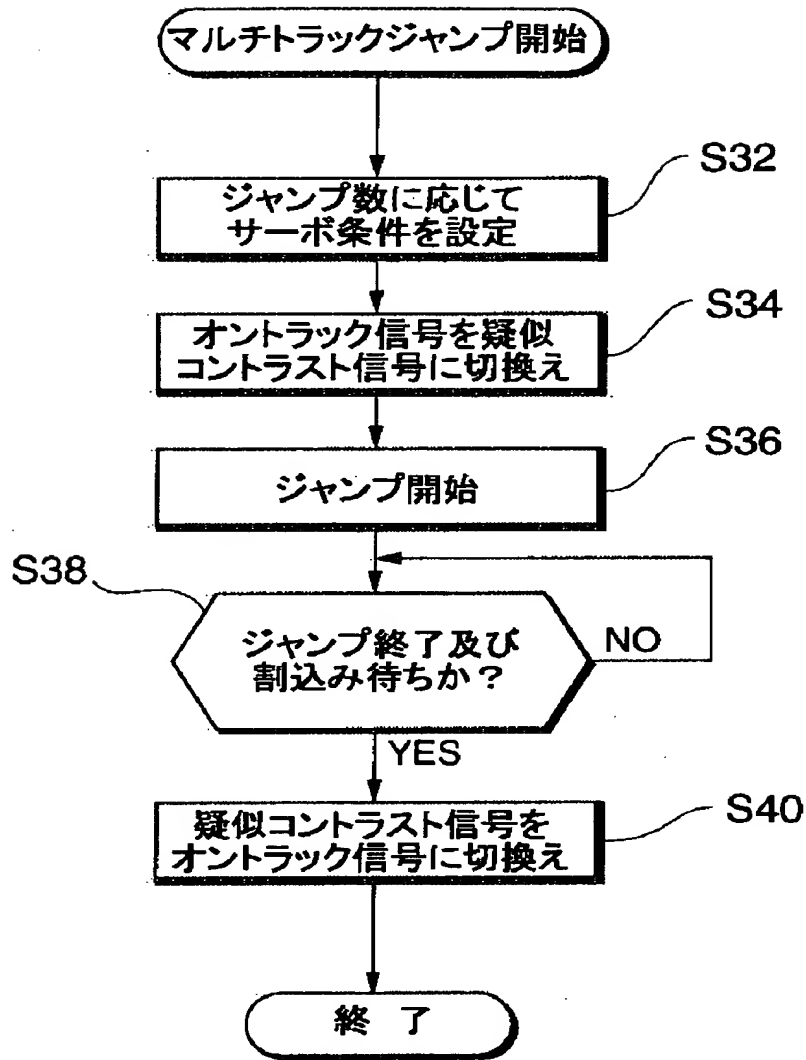 マルチトラックジャンプ開始
S32
ジャンプ数に応じて
サーボ条件を設定
S34
オントラック信号を疑似
コントラスト信号に切換え
S36
ジャンプ開始
S38
ジャンプ終了及び
割込み待ちか？
NO
YES
S40
疑似コントラスト信号を
オントラック信号に切換え
終 了